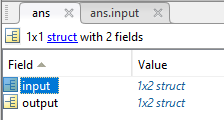 ans ans.input
1x1 struct with 2 fields
Field Value
input 1x2 struct
output 1x2 struct